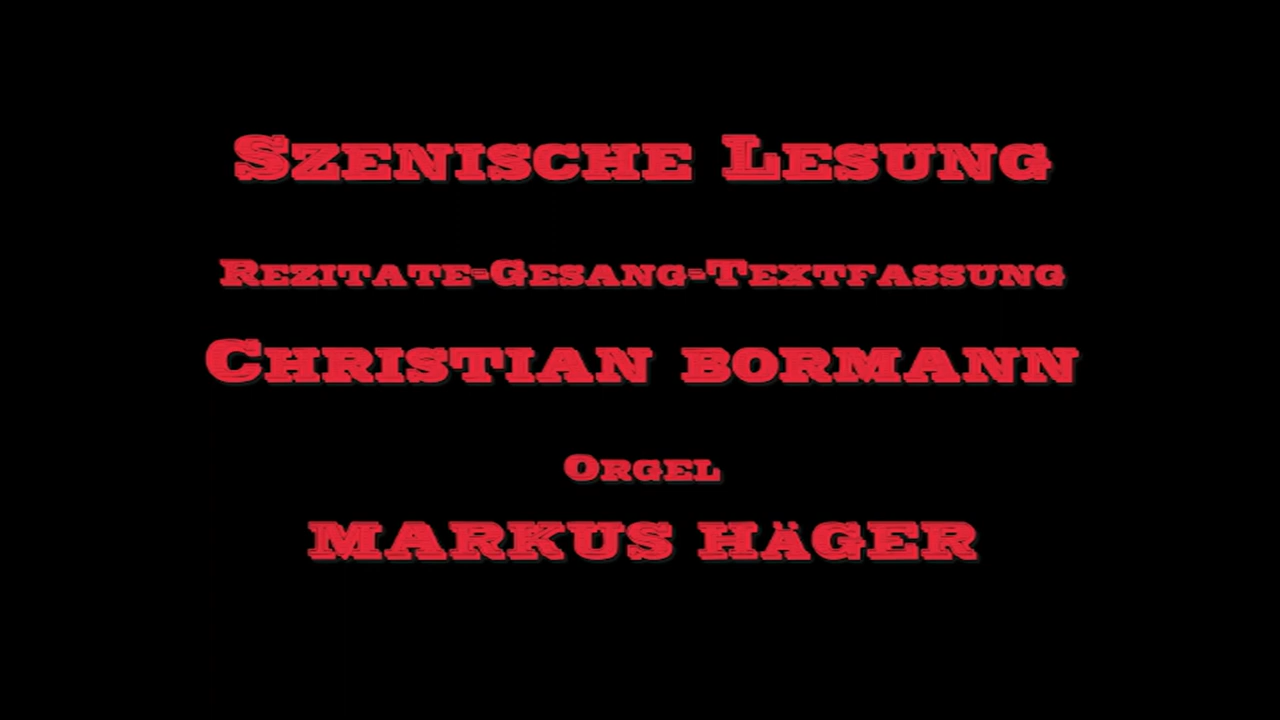 Szenische Lesung
Rezitate-Gesang-Textfassung
Christian bormann
Orgel
MARKUS HÄGER